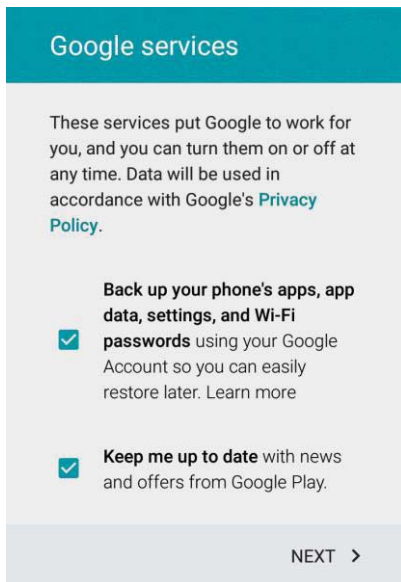 Google services
These services put Google to work for
you, and you can turn them on or off at
any time. Data will be used in
accordance with Google's Privacy
Policy.
Back up your phone's apps, app
data, settings, and Wi-Fi
passwords using your Google
Account so you can easily
restore later. Learn more
Keep me up to date with news
and offers from Google Play.
NEXT >